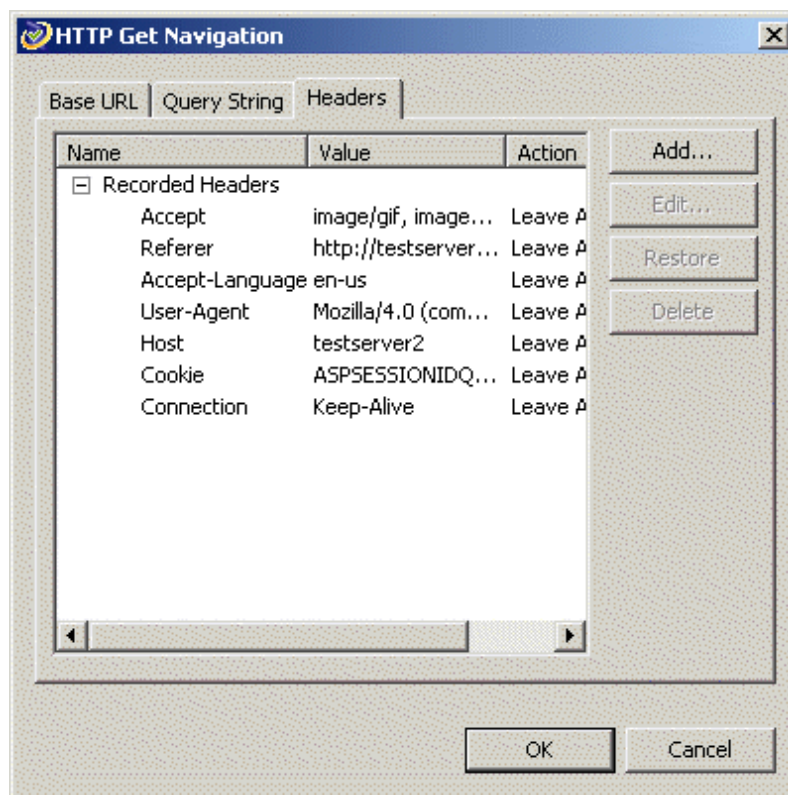 HTTP Get Navigation
Base URL Query String Headers
Name Value Action
Recorded Headers
Accept image/gif, image... Leave A
Referer http://testserver... Leave A
Accept-Language en-us Leave A
User-Agent Mozilla/4.0 (com... Leave A
Host testserver2 Leave A
Cookie ASPSESSIONIDQ... Leave A
Connection Keep-Alive Leave A
Add...
Edit...
Restore
Delete
OK Cancel